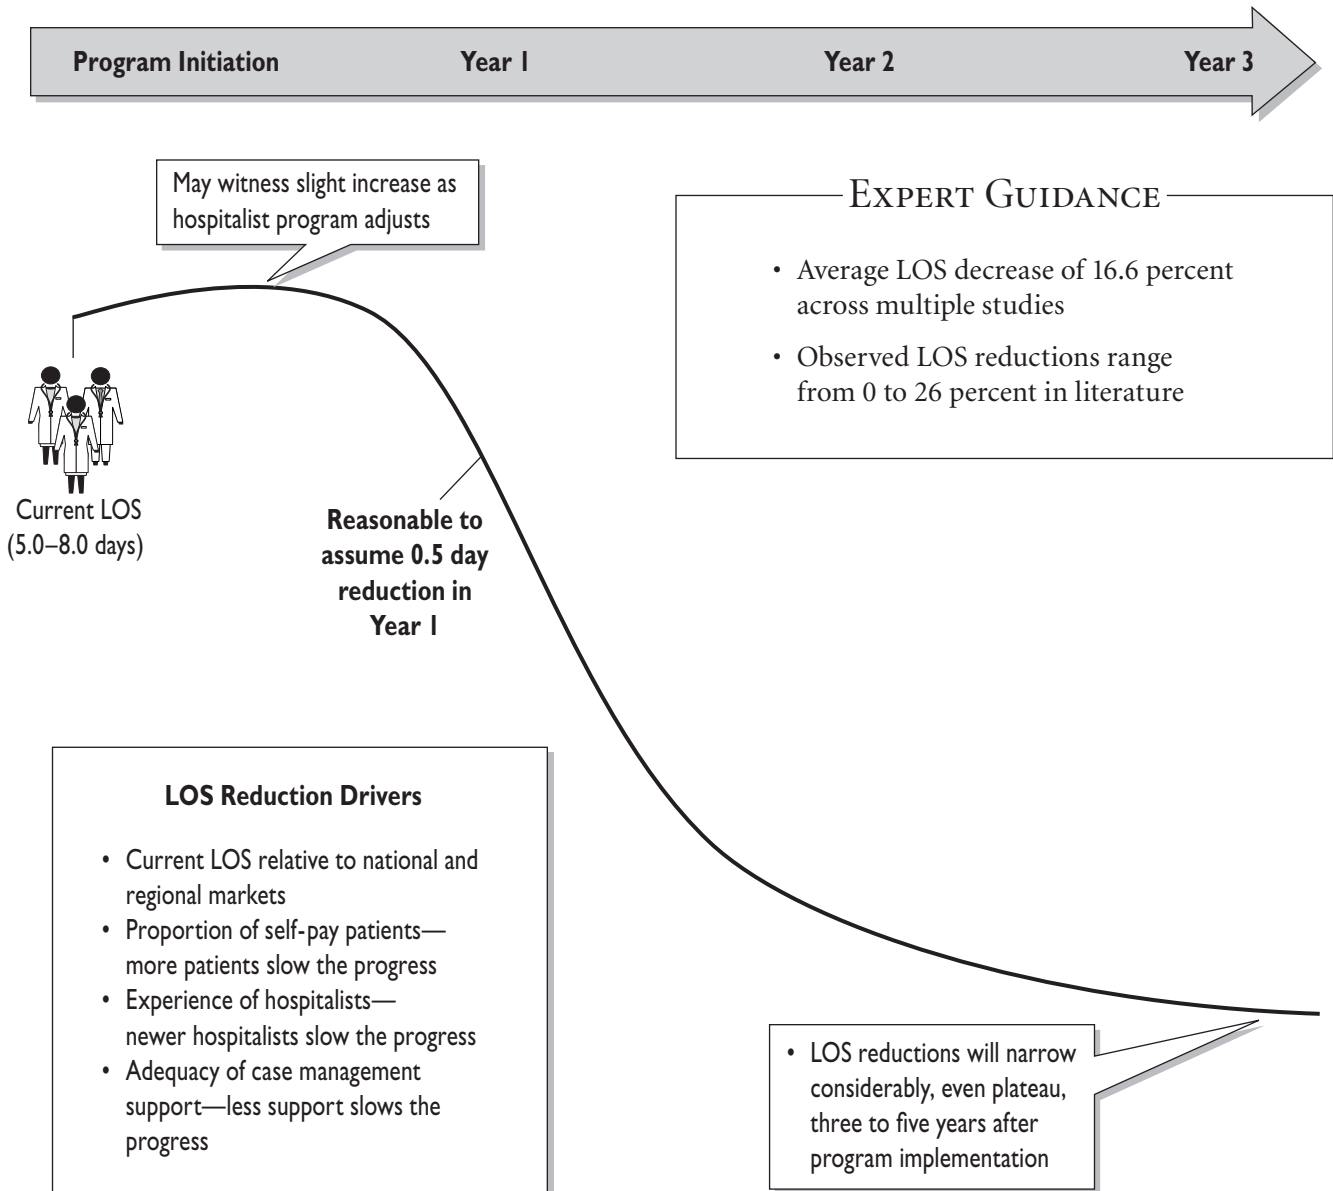 Program Initiation
Year 1
Year 2
Year 3
May witness slight increase as
hospitalist program adjusts
EXPERT GUIDANCE
• Average LOS decrease of 16.6 percent
across multiple studies
• Observed LOS reductions range
from 0 to 26 percent in literature
Current LOS
(5.0–8.0 days)
Reasonable to
assume 0.5 day
reduction in
Year 1
LOS Reduction Drivers
• Current LOS relative to national and
regional markets
• Proportion of self-pay patients—
more patients slow the progress
• Experience of hospitalists—
newer hospitalists slow the progress
• Adequacy of case management
support—less support slows the
progress
• LOS reductions will narrow
considerably, even plateau,
three to five years after
program implementation